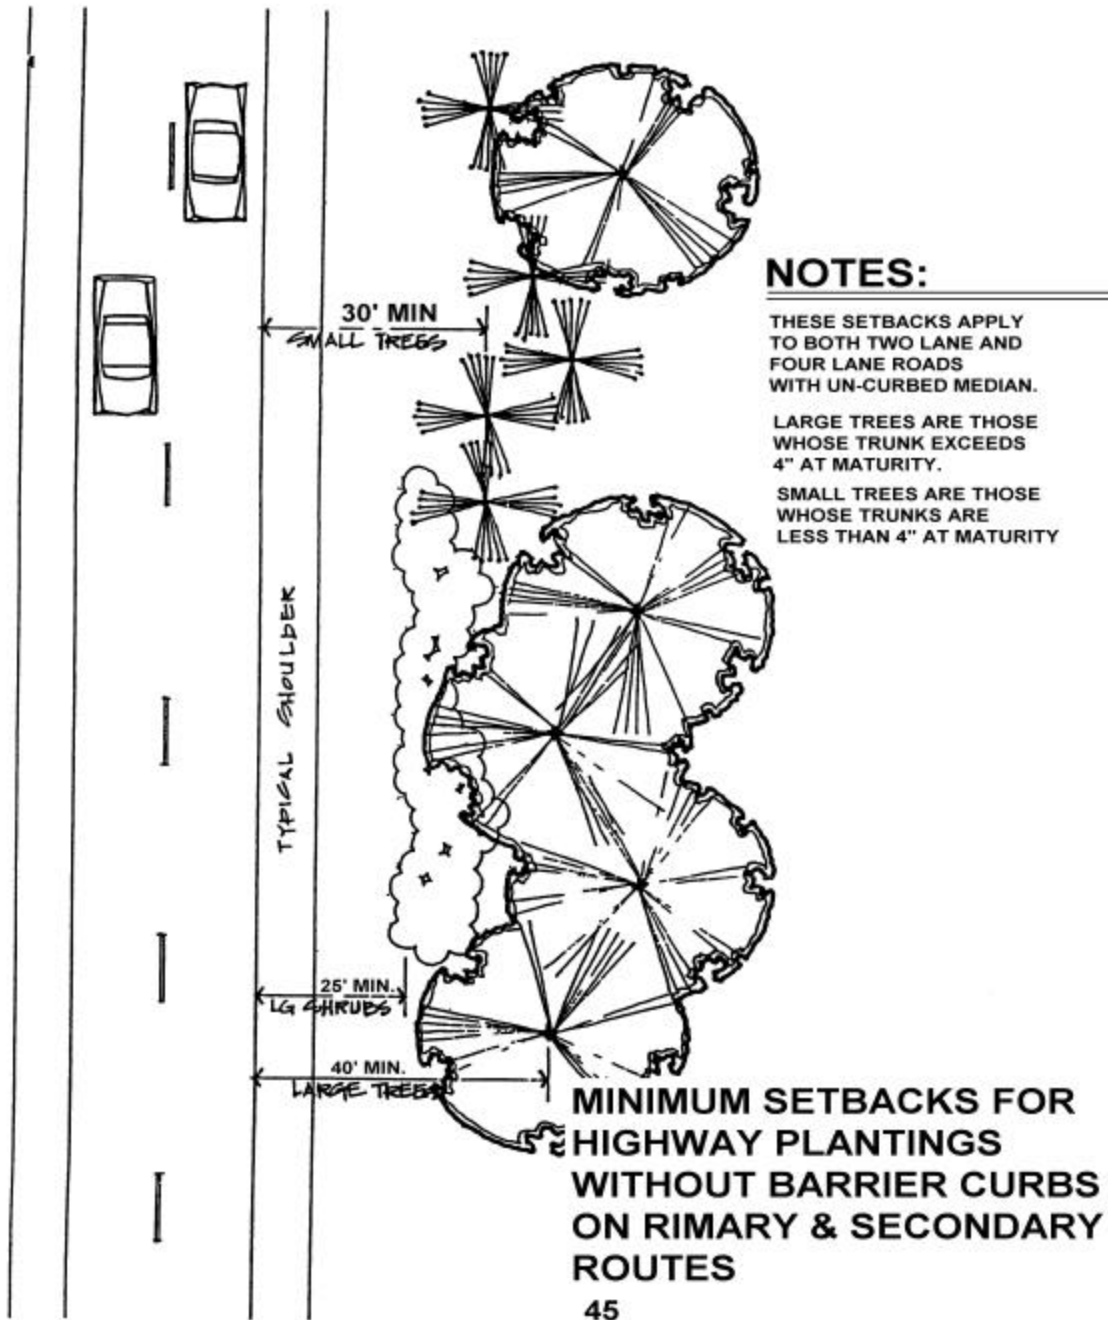 30' MIN
SMALL TREES
NOTES:
THESE SETBACKS APPLY
TO BOTH TWO LANE AND
FOUR LANE ROADS
WITH UN-CURBED MEDIAN.
LARGE TREES ARE THOSE
WHOSE TRUNK EXCEEDS
4" AT MATURITY.
SMALL TREES ARE THOSE
WHOSE TRUNKS ARE
LESS THAN 4" AT MATURITY
TYPICAL SHOULDER
25' MIN.
LG SHRUBS
40' MIN.
LARGE TREES
MINIMUM SETBACKS FOR
HIGHWAY PLANTINGS
WITHOUT BARRIER CURBS
ON RIMARY & SECONDARY
ROUTES
45